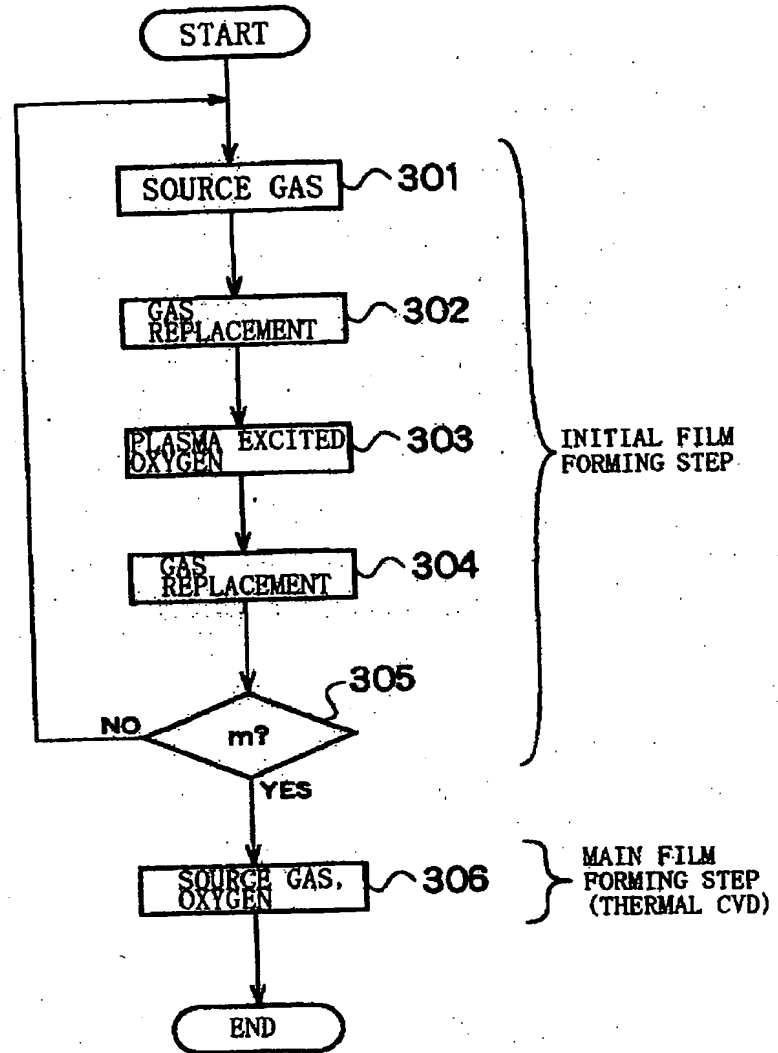 START
SOURCE GAS
301
GAS
REPLACEMENT
302
PLASMA EXCITED
OXYGEN
303
INITIAL FILM
FORMING STEP
GAS
REPLACEMENT
304
305
m?
NO
YES
SOURCE GAS,
OXYGEN
306
MAIN FILM
FORMING STEP
(THERMAL CVD)
END